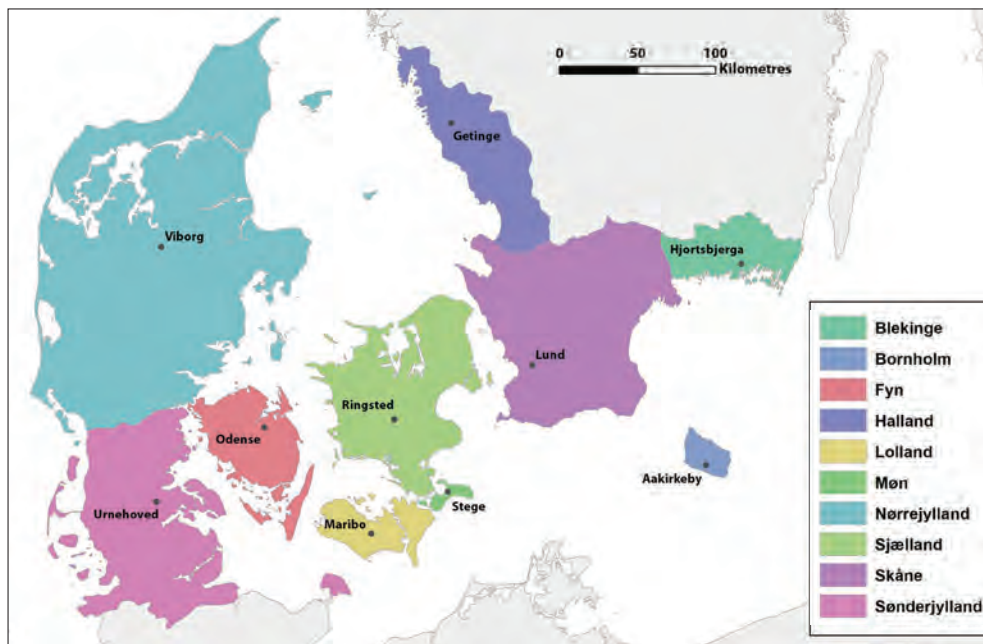 0 50 100
Kilometres
Getinge
Viborg
Hjortsbjerga
Lund
Ringsted
Odense
Aakirkeby
Urnehoved
Stege
Maribo
Blekinge
Bornholm
Fyn
Halland
Lolland
Møn
Nørrejylland
Sjælland
Skåne
Sønderjylland